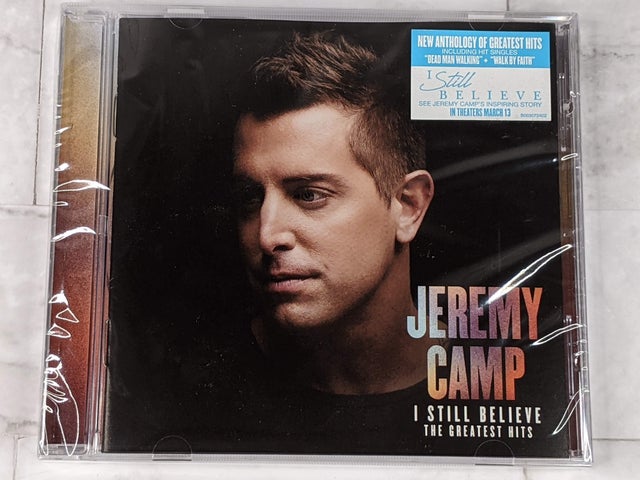 NEW ANTHOLOGY OF GREATEST HITS
INCLUDING HIT SINGLES
"DEAD MAN WALKING" + "WALK BY FAITH"
I
Still
BELIEVE
SEE JEREMY CAMP'S INSPIRING STORY
IN THEATERS MARCH 13
JEREMY
CAMP
I STILL BELIEVE
THE GREATEST HITS